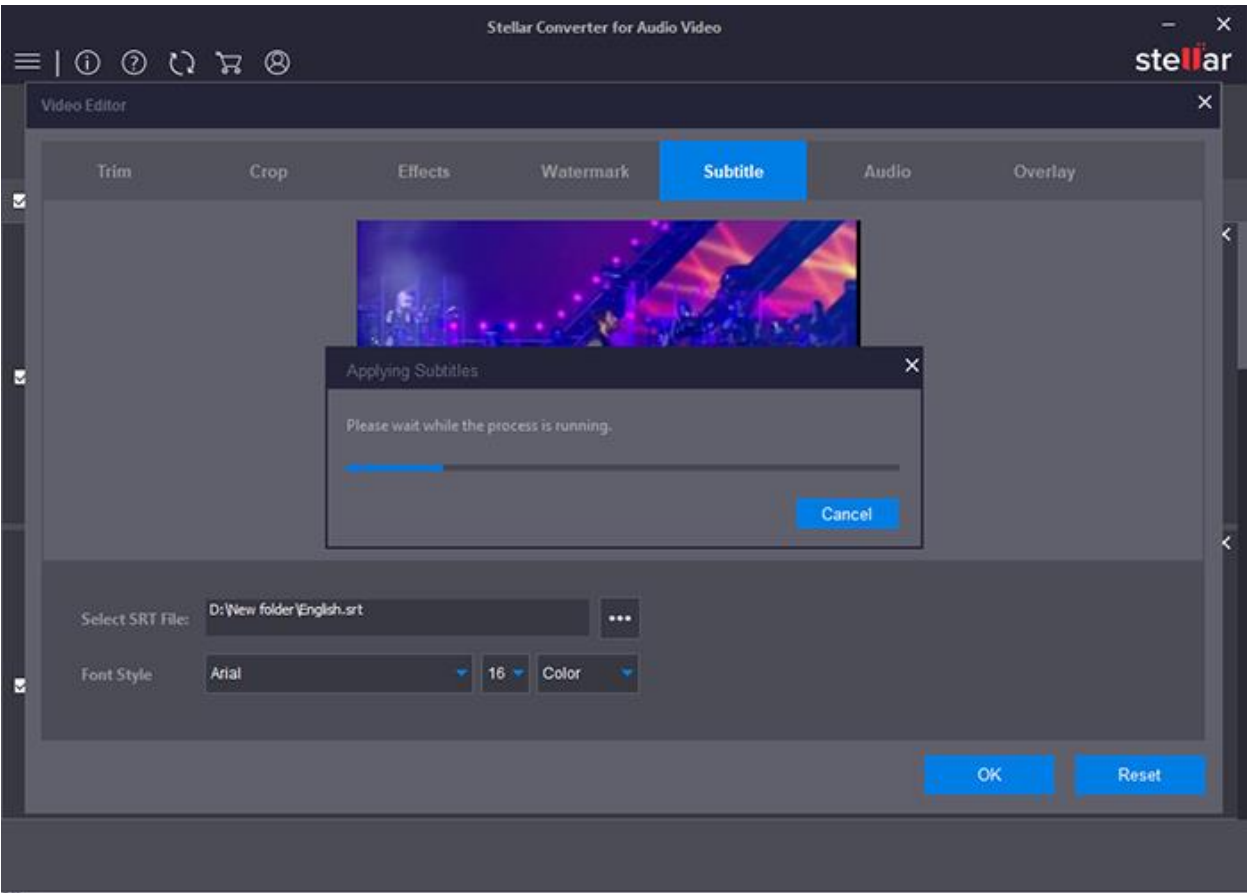 Stellar Converter for Audio Video
stellar
Video Editor
Trim Crop Effects Watermark Subtitle Audio Overlay
Applying Subtitles
Please wait while the process is running.
Cancel
Select SRT File: D:\New folder\English.srt •••
Font Style Arial 16 Color
OK Reset